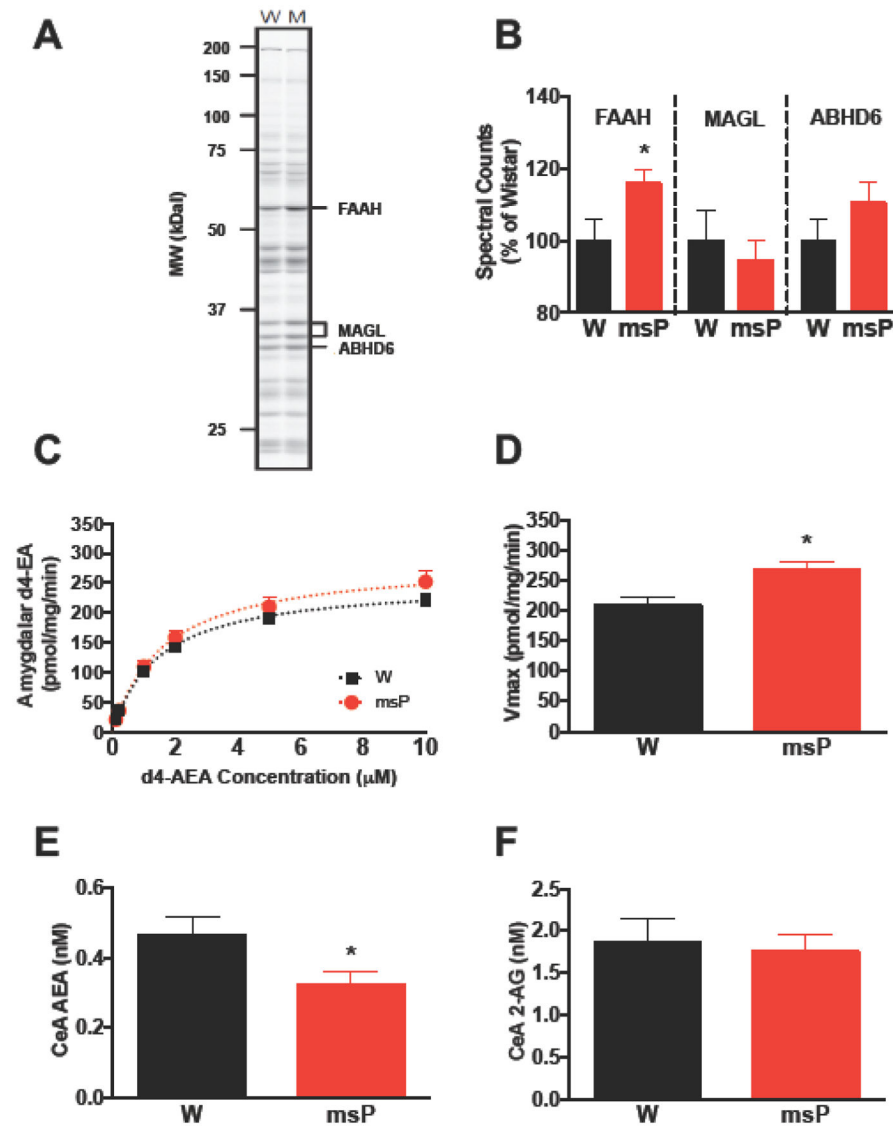 A
W M
200
150
100
75
50
37
25
MW (kDal)
FAAH
MAGL
ABHD6
B
140
120
100
80
Spectral Counts
(% of Wistar)
FAAH MAGL ABHD6
*
W msP W msP W msP
C
350
300
250
200
150
100
50
0
Amygdalar d4-EA
(pmol/mg/min)
W
msP
0 2 4 6 8 10
d4-AEA Concentration (μM)
D
350
300
250
200
150
100
50
0
Vmax (pmol/mg/min)
*
W msP
E
0.6
0.4
0.2
0.0
CeA AEA (nM)
*
W msP
F
2.5
2.0
1.5
1.0
0.5
0.0
CeA 2-AG (nM)
W msP